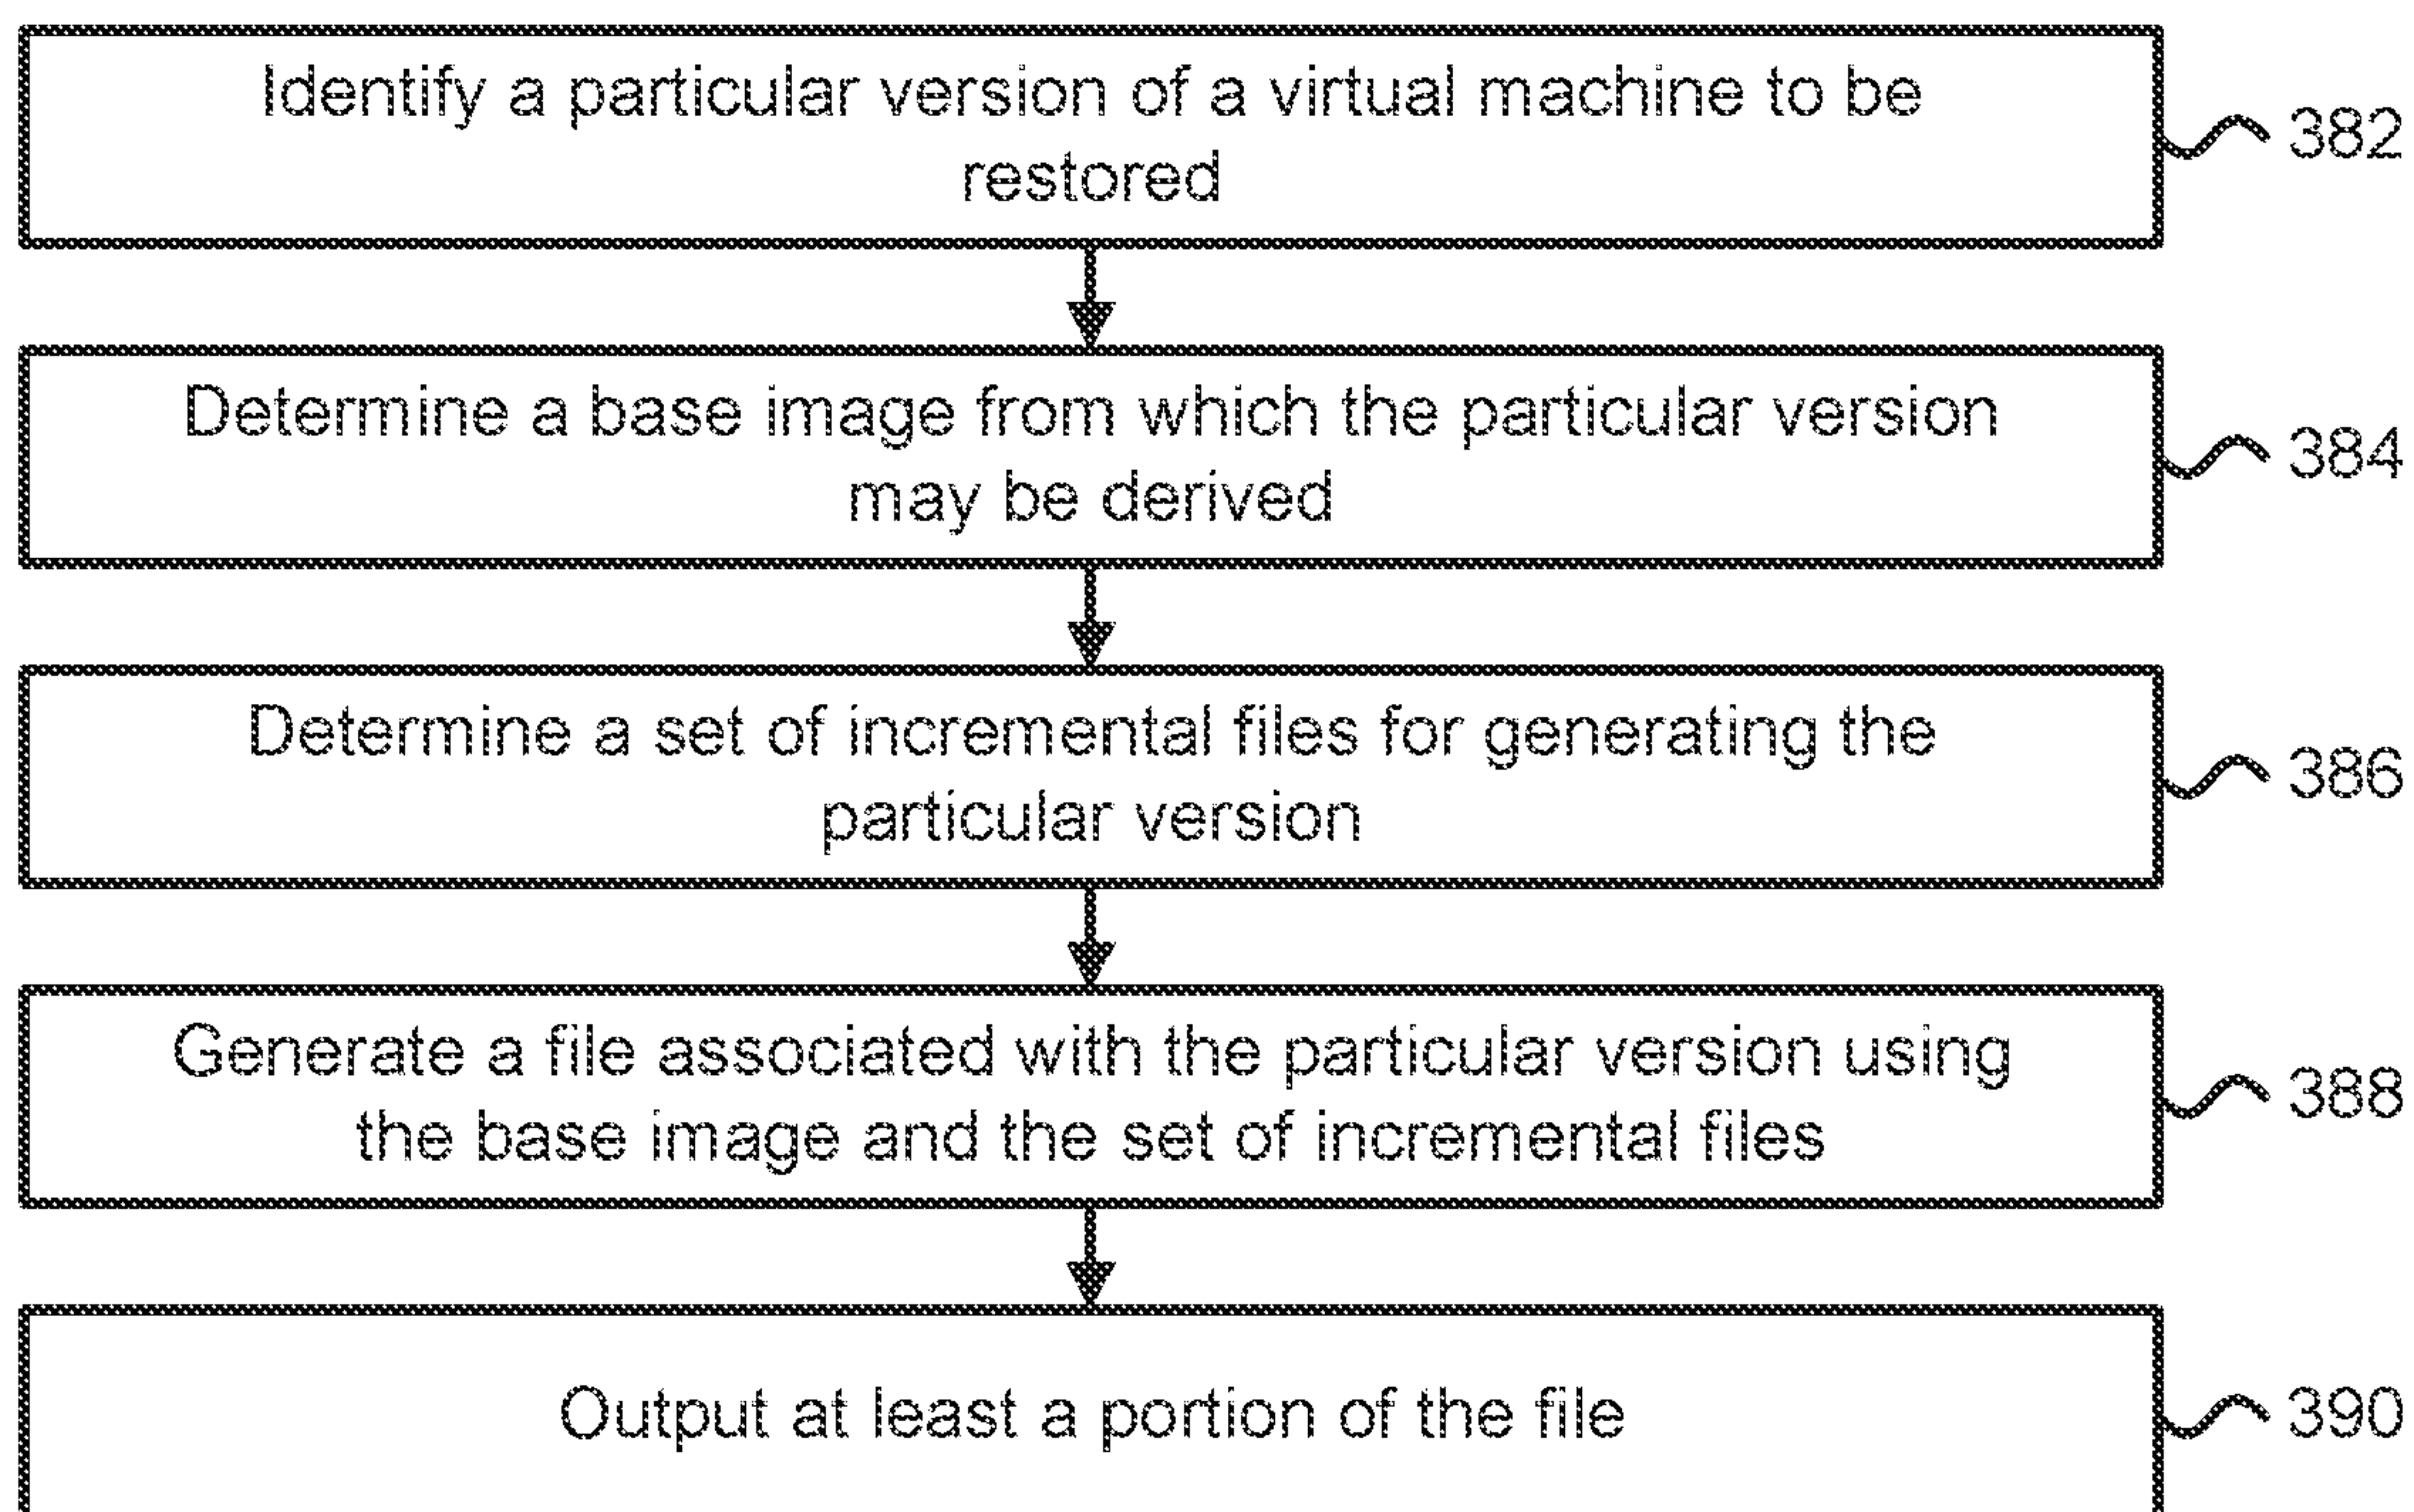 Identify a particular version of a virtual machine to be
restored
382
Determine a base image from which the particular version
may be derived
384
Determine a set of incremental files for generating the
particular version
386
Generate a file associated with the particular version using
the base image and the set of incremental files
388
Output at least a portion of the file
390